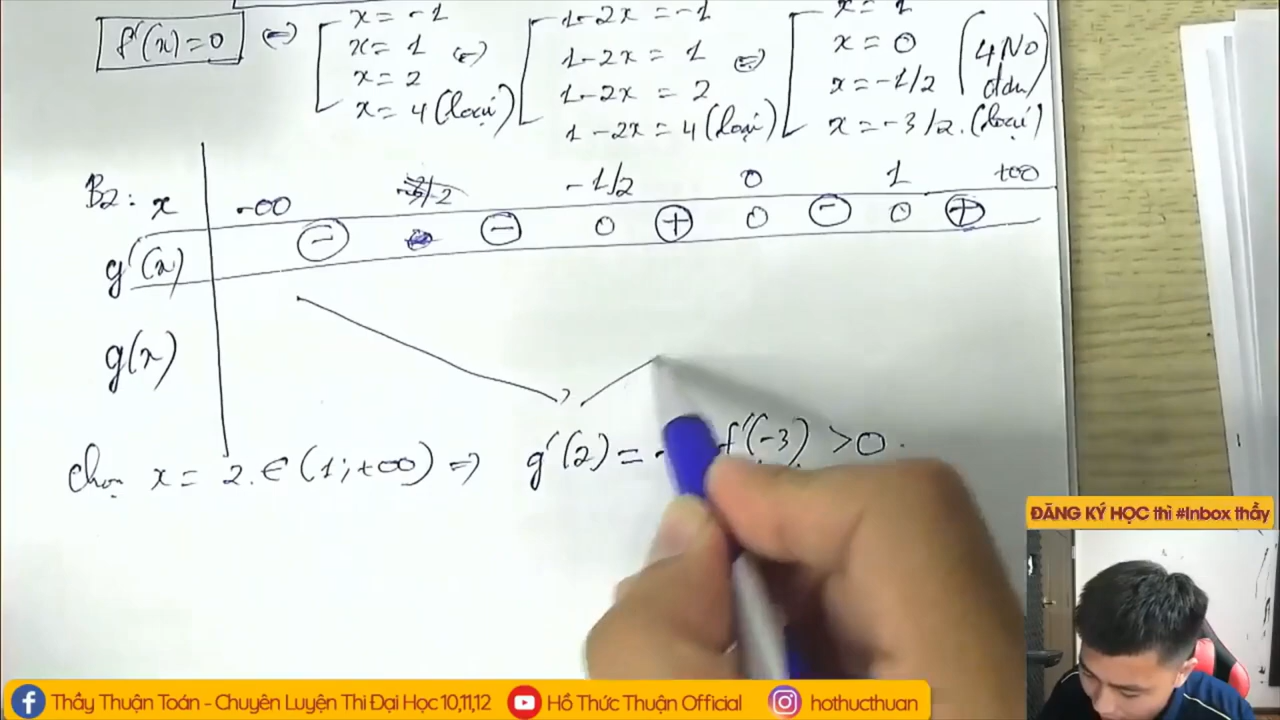 f'(x)=0 ⇔ [ x = -1 ⇔ [ 1-2x = -1 ⇔ [ x = 1
x = 1 1-2x = 1 x = 0 (4 No
x = 2 1-2x = 2 x = -1/2 đơn)
x = 4 (loại) 1-2x = 4 (loại) x = -3/2. (loại)
B2: x -∞ -1/2 0 1 +∞
g'(x) - - 0 + 0 - 0 +
g(x)
Chọn x = 2. ∈ (1; +∞) ⇒ g'(2) = - f'(-3) > 0.
ĐĂNG KÝ HỌC thì #Inbox thầy
Thầy Thuận Toán - Chuyên Luyện Thi Đại Học 10,11,12 Hồ Thức Thuận Official hothucthuan